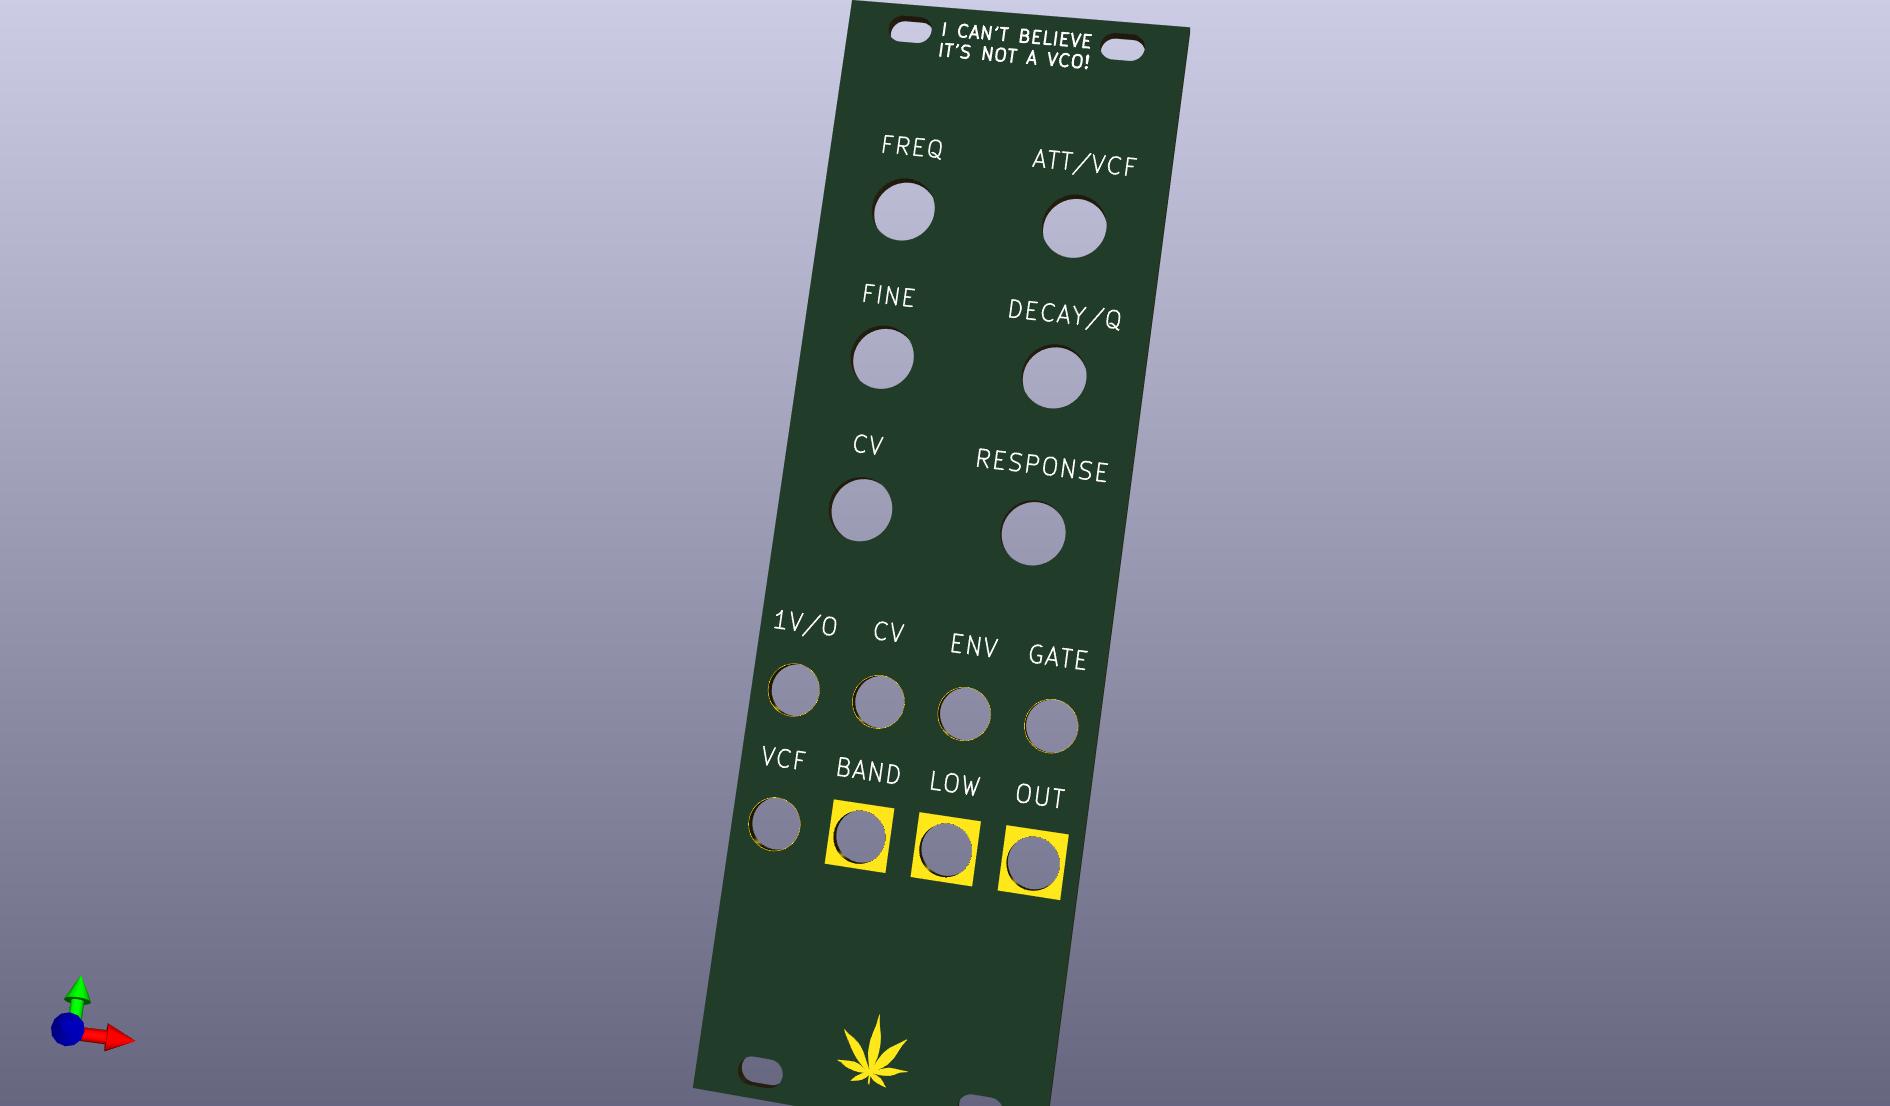 I CAN'T BELIEVE
IT'S NOT A VCO!
FREQ ATT/VCF
FINE DECAY/Q
CV RESPONSE
1V/O CV ENV GATE
VCF BAND LOW OUT